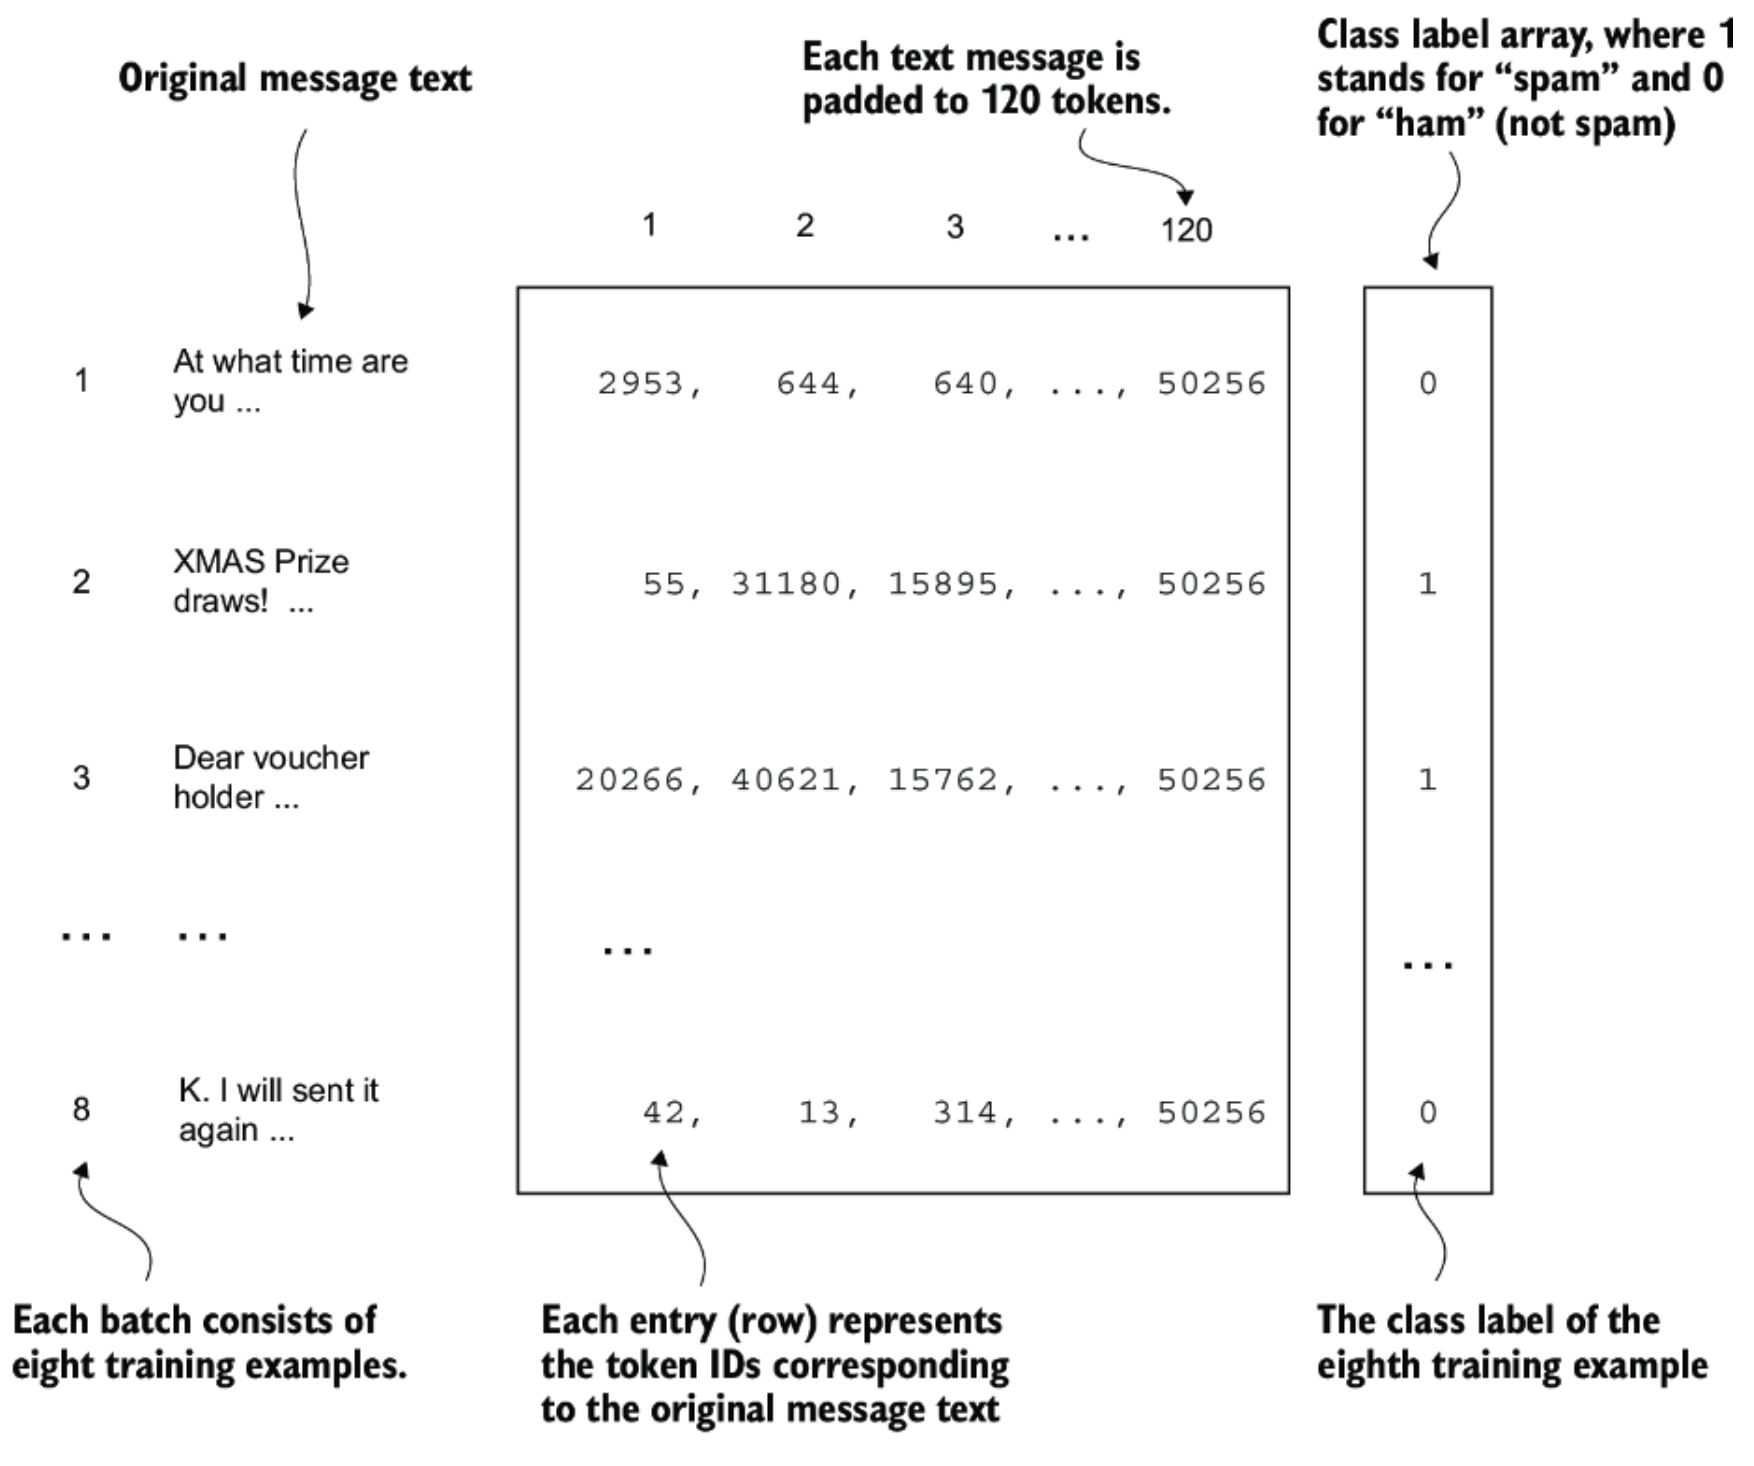 Original message text
Each text message is
padded to 120 tokens.
Class label array, where 1
stands for “spam” and 0
for “ham” (not spam)
1 2 3 ... 120
1 At what time are
you ...
2953, 644, 640, ..., 50256 0
2 XMAS Prize
draws! ...
55, 31180, 15895, ..., 50256 1
3 Dear voucher
holder ...
20266, 40621, 15762, ..., 50256 1
... ... ... ...
8 K. I will sent it
again ...
42, 13, 314, ..., 50256 0
Each batch consists of
eight training examples.
Each entry (row) represents
the token IDs corresponding
to the original message text
The class label of the
eighth training example